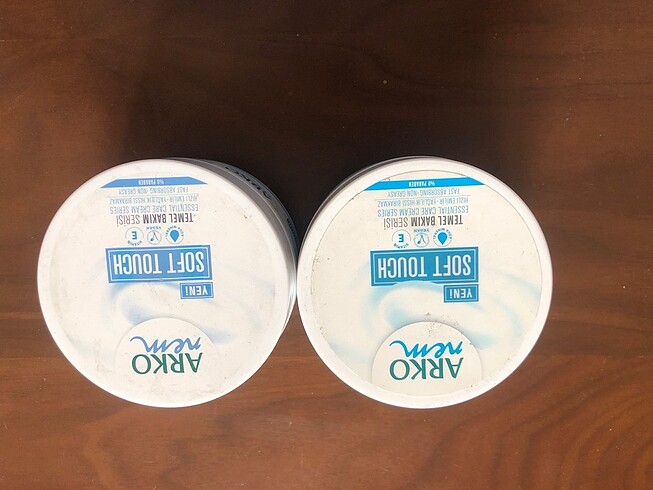 ARKO
nem
YENİ
SOFT TOUCH
E
VEGAN
TEMEL BAKIM SERİSİ
ESSENTIAL CARE CREAM SERIES
HIZLI EMİLİR - YAĞLILIK HİSSİ BIRAKMAZ
FAST ABSORBING - NON GREASY
%0 PARABEN
ARKO
nem
YENİ
SOFT TOUCH
E
VEGAN
TEMEL BAKIM SERİSİ
ESSENTIAL CARE CREAM SERIES
HIZLI EMİLİR - YAĞLILIK HİSSİ BIRAKMAZ
FAST ABSORBING - NON GREASY
%0 PARABEN